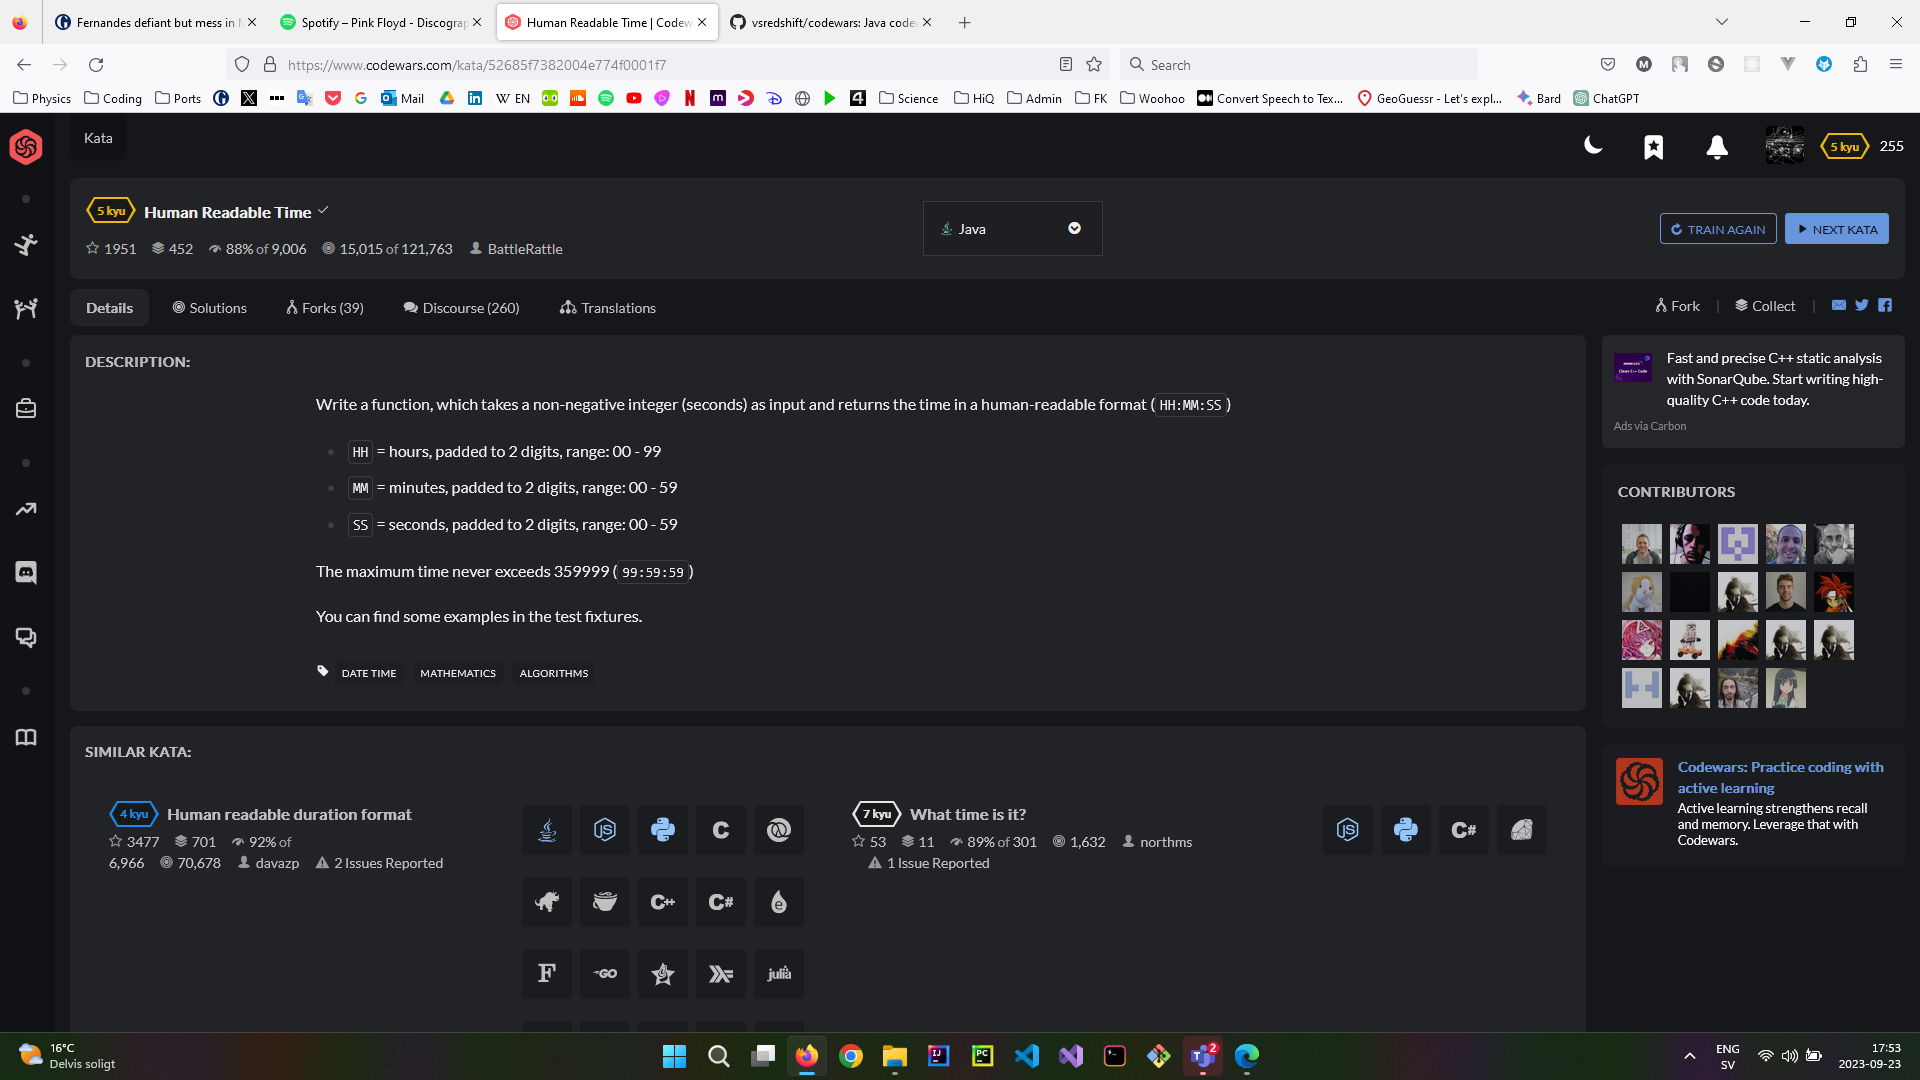 Fernandes defiant but mess in M
Spotify – Pink Floyd - Discograp
Human Readable Time | Codew
vsredshift/codewars: Java codew
https://www.codewars.com/kata/52685f7382004e774f0001f7
Search
Physics
Coding
Ports
Mail
EN
Science
HiQ
Admin
FK
Woohoo
Convert Speech to Tex...
GeoGuessr - Let's expl...
Bard
ChatGPT
Kata
5 kyu
255
5 kyu Human Readable Time
1951 452 88% of 9,006 15,015 of 121,763 BattleRattle
Java
TRAIN AGAIN
NEXT KATA
Details
Solutions
Forks (39)
Discourse (260)
Translations
Fork | Collect |
DESCRIPTION:
Write a function, which takes a non-negative integer (seconds) as input and returns the time in a human-readable format (HH:MM:SS)
HH = hours, padded to 2 digits, range: 00 - 99
MM = minutes, padded to 2 digits, range: 00 - 59
SS = seconds, padded to 2 digits, range: 00 - 59
The maximum time never exceeds 359999 (99:59:59)
You can find some examples in the test fixtures.
DATE TIME
MATHEMATICS
ALGORITHMS
Fast and precise C++ static analysis
with SonarQube. Start writing high-
quality C++ code today.
Ads via Carbon
CONTRIBUTORS
Codewars: Practice coding with
active learning
Active learning strengthens recall
and memory. Leverage that with
Codewars.
SIMILAR KATA:
4 kyu Human readable duration format
3477 701 92% of
6,966 70,678 davazp 2 Issues Reported
JS
C
C++
C#
e
F
GO
julia
7 kyu What time is it?
53 11 89% of 301 1,632 northms
1 Issue Reported
JS
C#
16°C
Delvis soligt
ENG
SV
17:53
2023-09-23